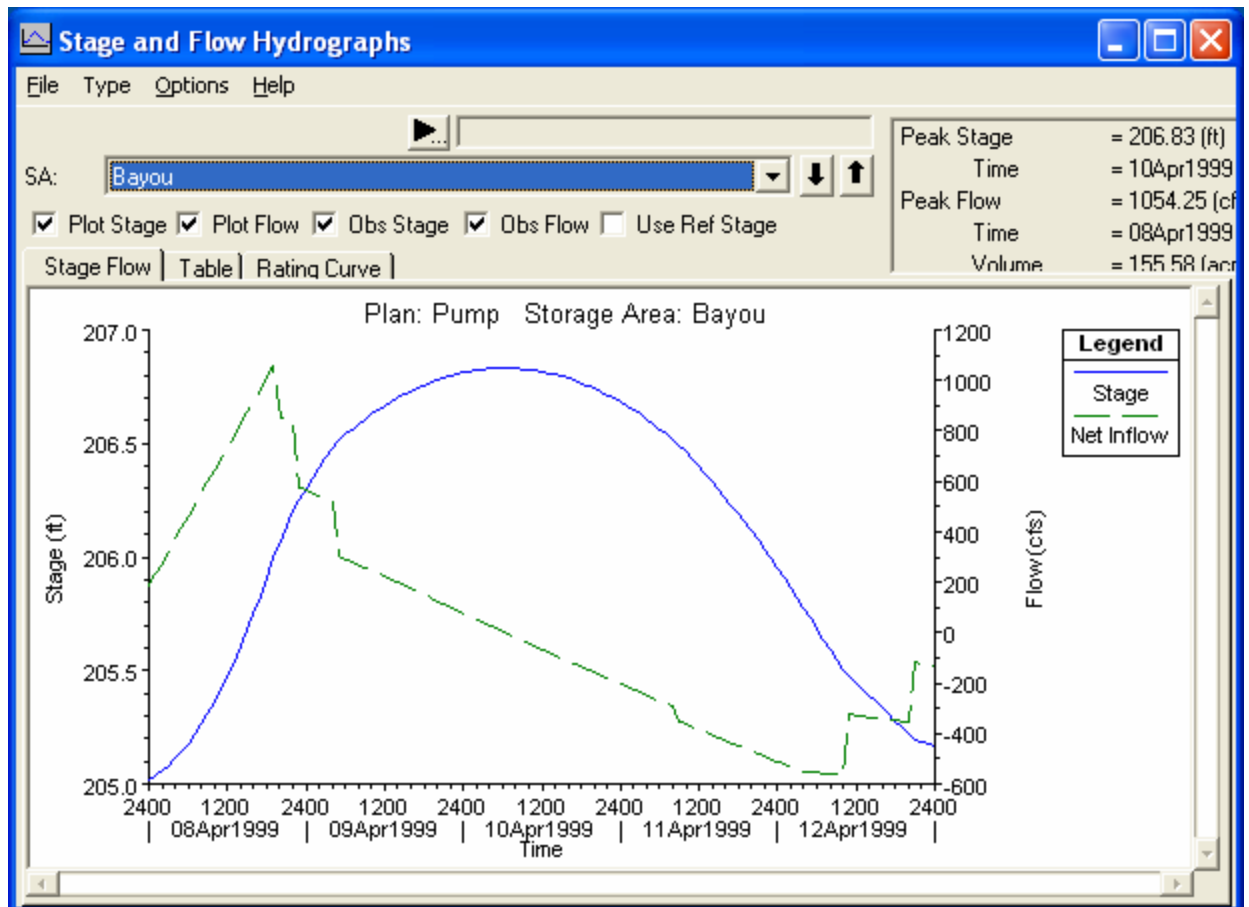 Stage and Flow Hydrographs
File Type Options Help
Peak Stage = 206.83 (ft)
Time = 10Apr1999
Peak Flow = 1054.25 (cf
Time = 08Apr1999
Volume = 155.58 (acr
SA: Bayou
Plot Stage Plot Flow Obs Stage Obs Flow Use Ref Stage
Stage Flow Table Rating Curve
Plan: Pump Storage Area: Bayou
207.0
206.5
206.0
205.5
205.0
Stage (ft)
1200
1000
800
600
400
200
0
-200
-400
-600
Flow (cfs)
Legend
Stage
Net Inflow
2400 1200 2400 1200 2400 1200 2400 1200 2400 1200 2400
| 08Apr1999 | 09Apr1999 | 10Apr1999 | 11Apr1999 | 12Apr1999 |
Time